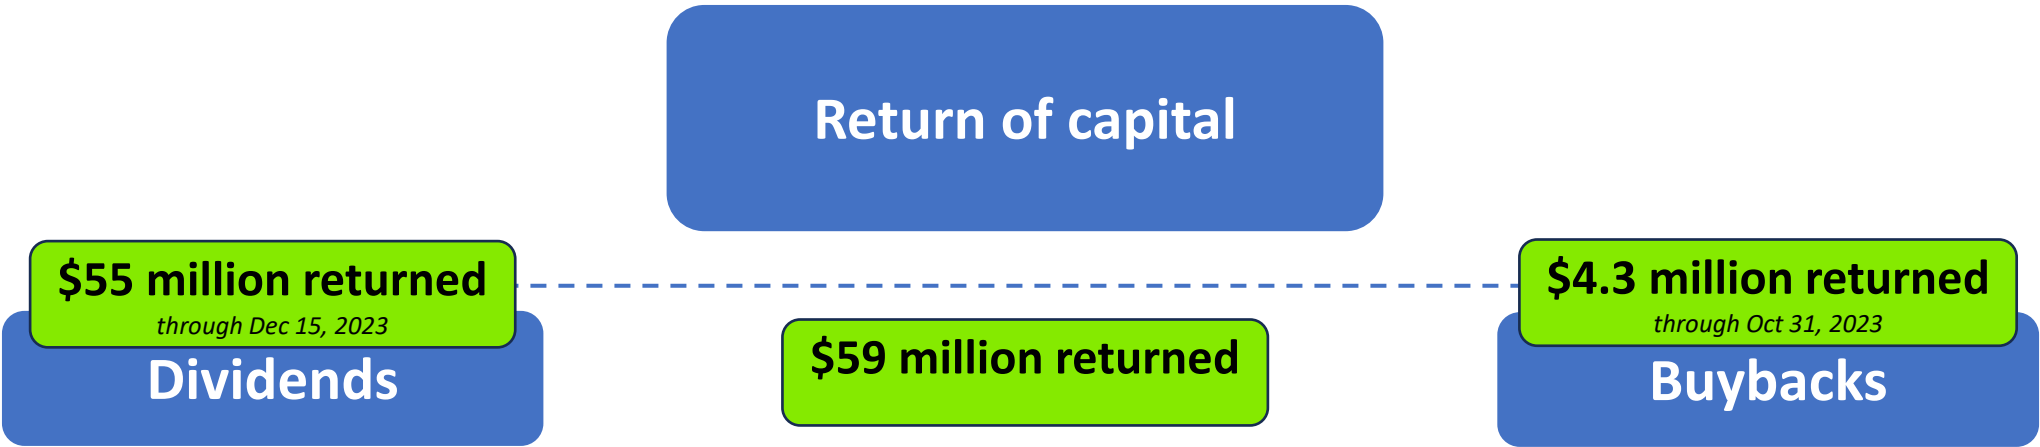 Return of capital
$55 million returned
through Dec 15, 2023
Dividends
$59 million returned
$4.3 million returned
through Oct 31, 2023
Buybacks